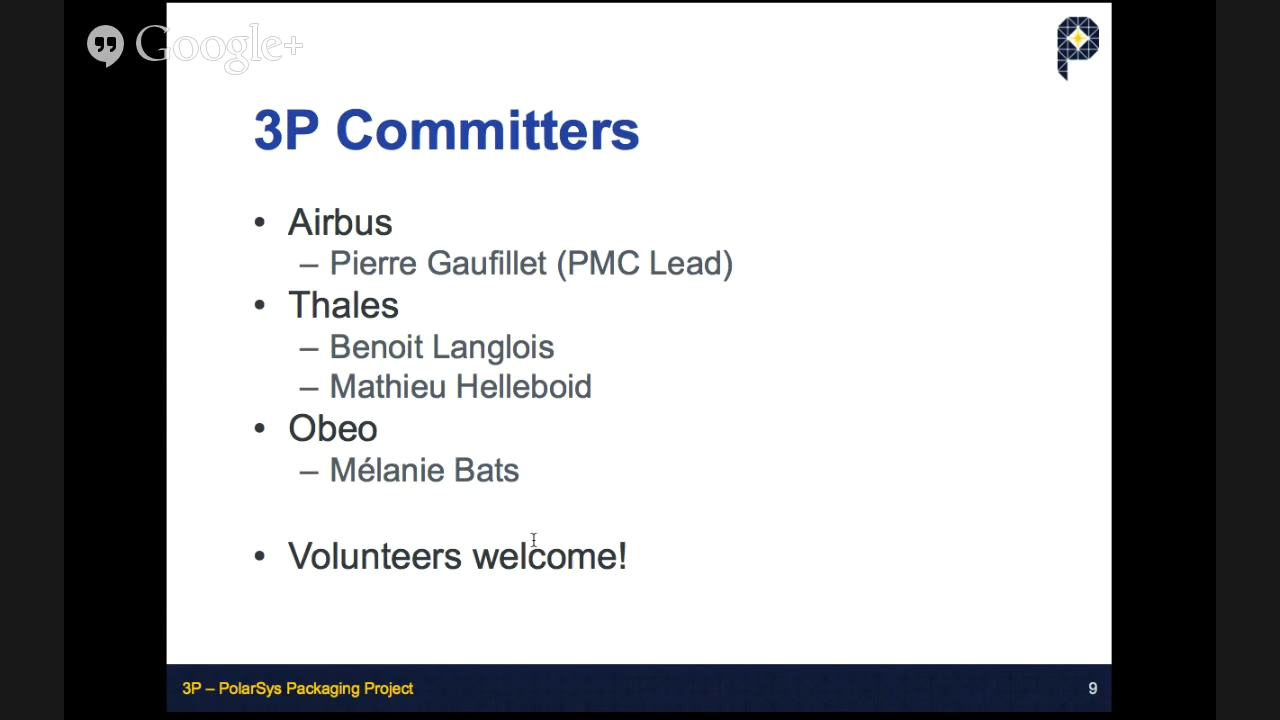 Google+
3P Committers
• Airbus
– Pierre Gaufillet (PMC Lead)
• Thales
– Benoit Langlois
– Mathieu Helleboid
• Obeo
– Mélanie Bats
• Volunteers welcome!
3P – PolarSys Packaging Project
9